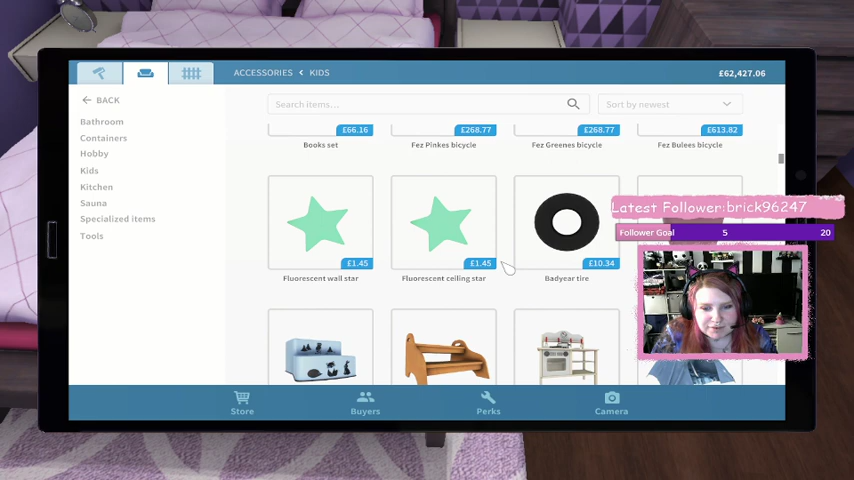 ACCESSORIES < KIDS
£62,427.06
BACK
Search items...
Sort by newest
Bathroom
Containers
Hobby
Kids
Kitchen
Sauna
Specialized items
Tools
£66.16
£268.77
£268.77
£613.82
Books set
Fez Pinkes bicycle
Fez Greenes bicycle
Fez Bulees bicycle
Latest Follower:brick96247
Follower Goal
5
20
£1.45
£1.45
£10.34
Fluorescent wall star
Fluorescent ceiling star
Badyear tire
Store
Buyers
Perks
Camera